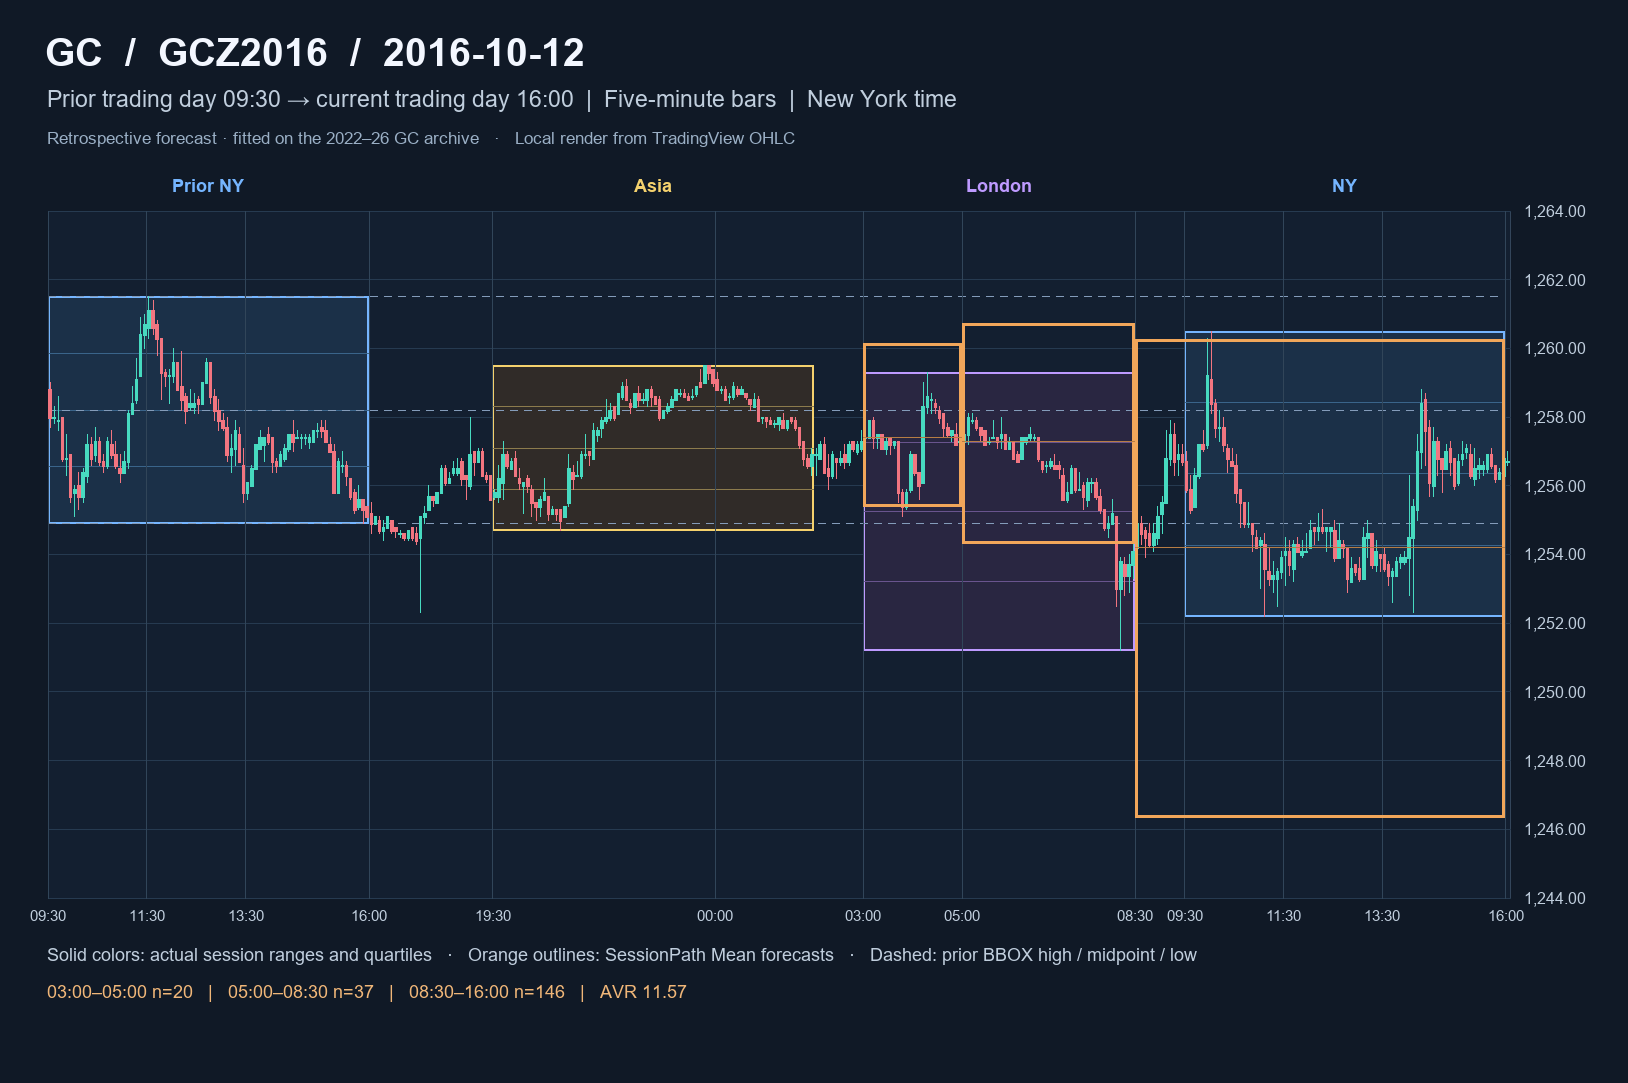 GC / GCZ2016 / 2016-10-12
Prior trading day 09:30 → current trading day 16:00 | Five-minute bars | New York time
Retrospective forecast · fitted on the 2022–26 GC archive · Local render from TradingView OHLC
Prior NY Asia London NY
1,264.00
1,262.00
1,260.00
1,258.00
1,256.00
1,254.00
1,252.00
1,250.00
1,248.00
1,246.00
1,244.00
09:30 11:30 13:30 16:00 19:30 00:00 03:00 05:00 08:30 09:30 11:30 13:30 16:00
Solid colors: actual session ranges and quartiles · Orange outlines: SessionPath Mean forecasts · Dashed: prior BBOX high / midpoint / low
03:00–05:00 n=20 | 05:00–08:30 n=37 | 08:30–16:00 n=146 | AVR 11.57